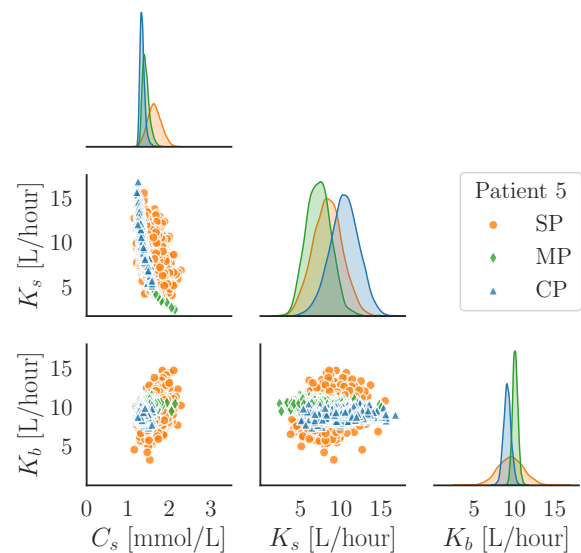 K_s [L/hour]
15
10
5
Patient 5
SP
MP
CP
K_b [L/hour]
15
10
5
0 1 2 3
5 10 15
5 10 15
C_s [mmol/L]
K_s [L/hour]
K_b [L/hour]